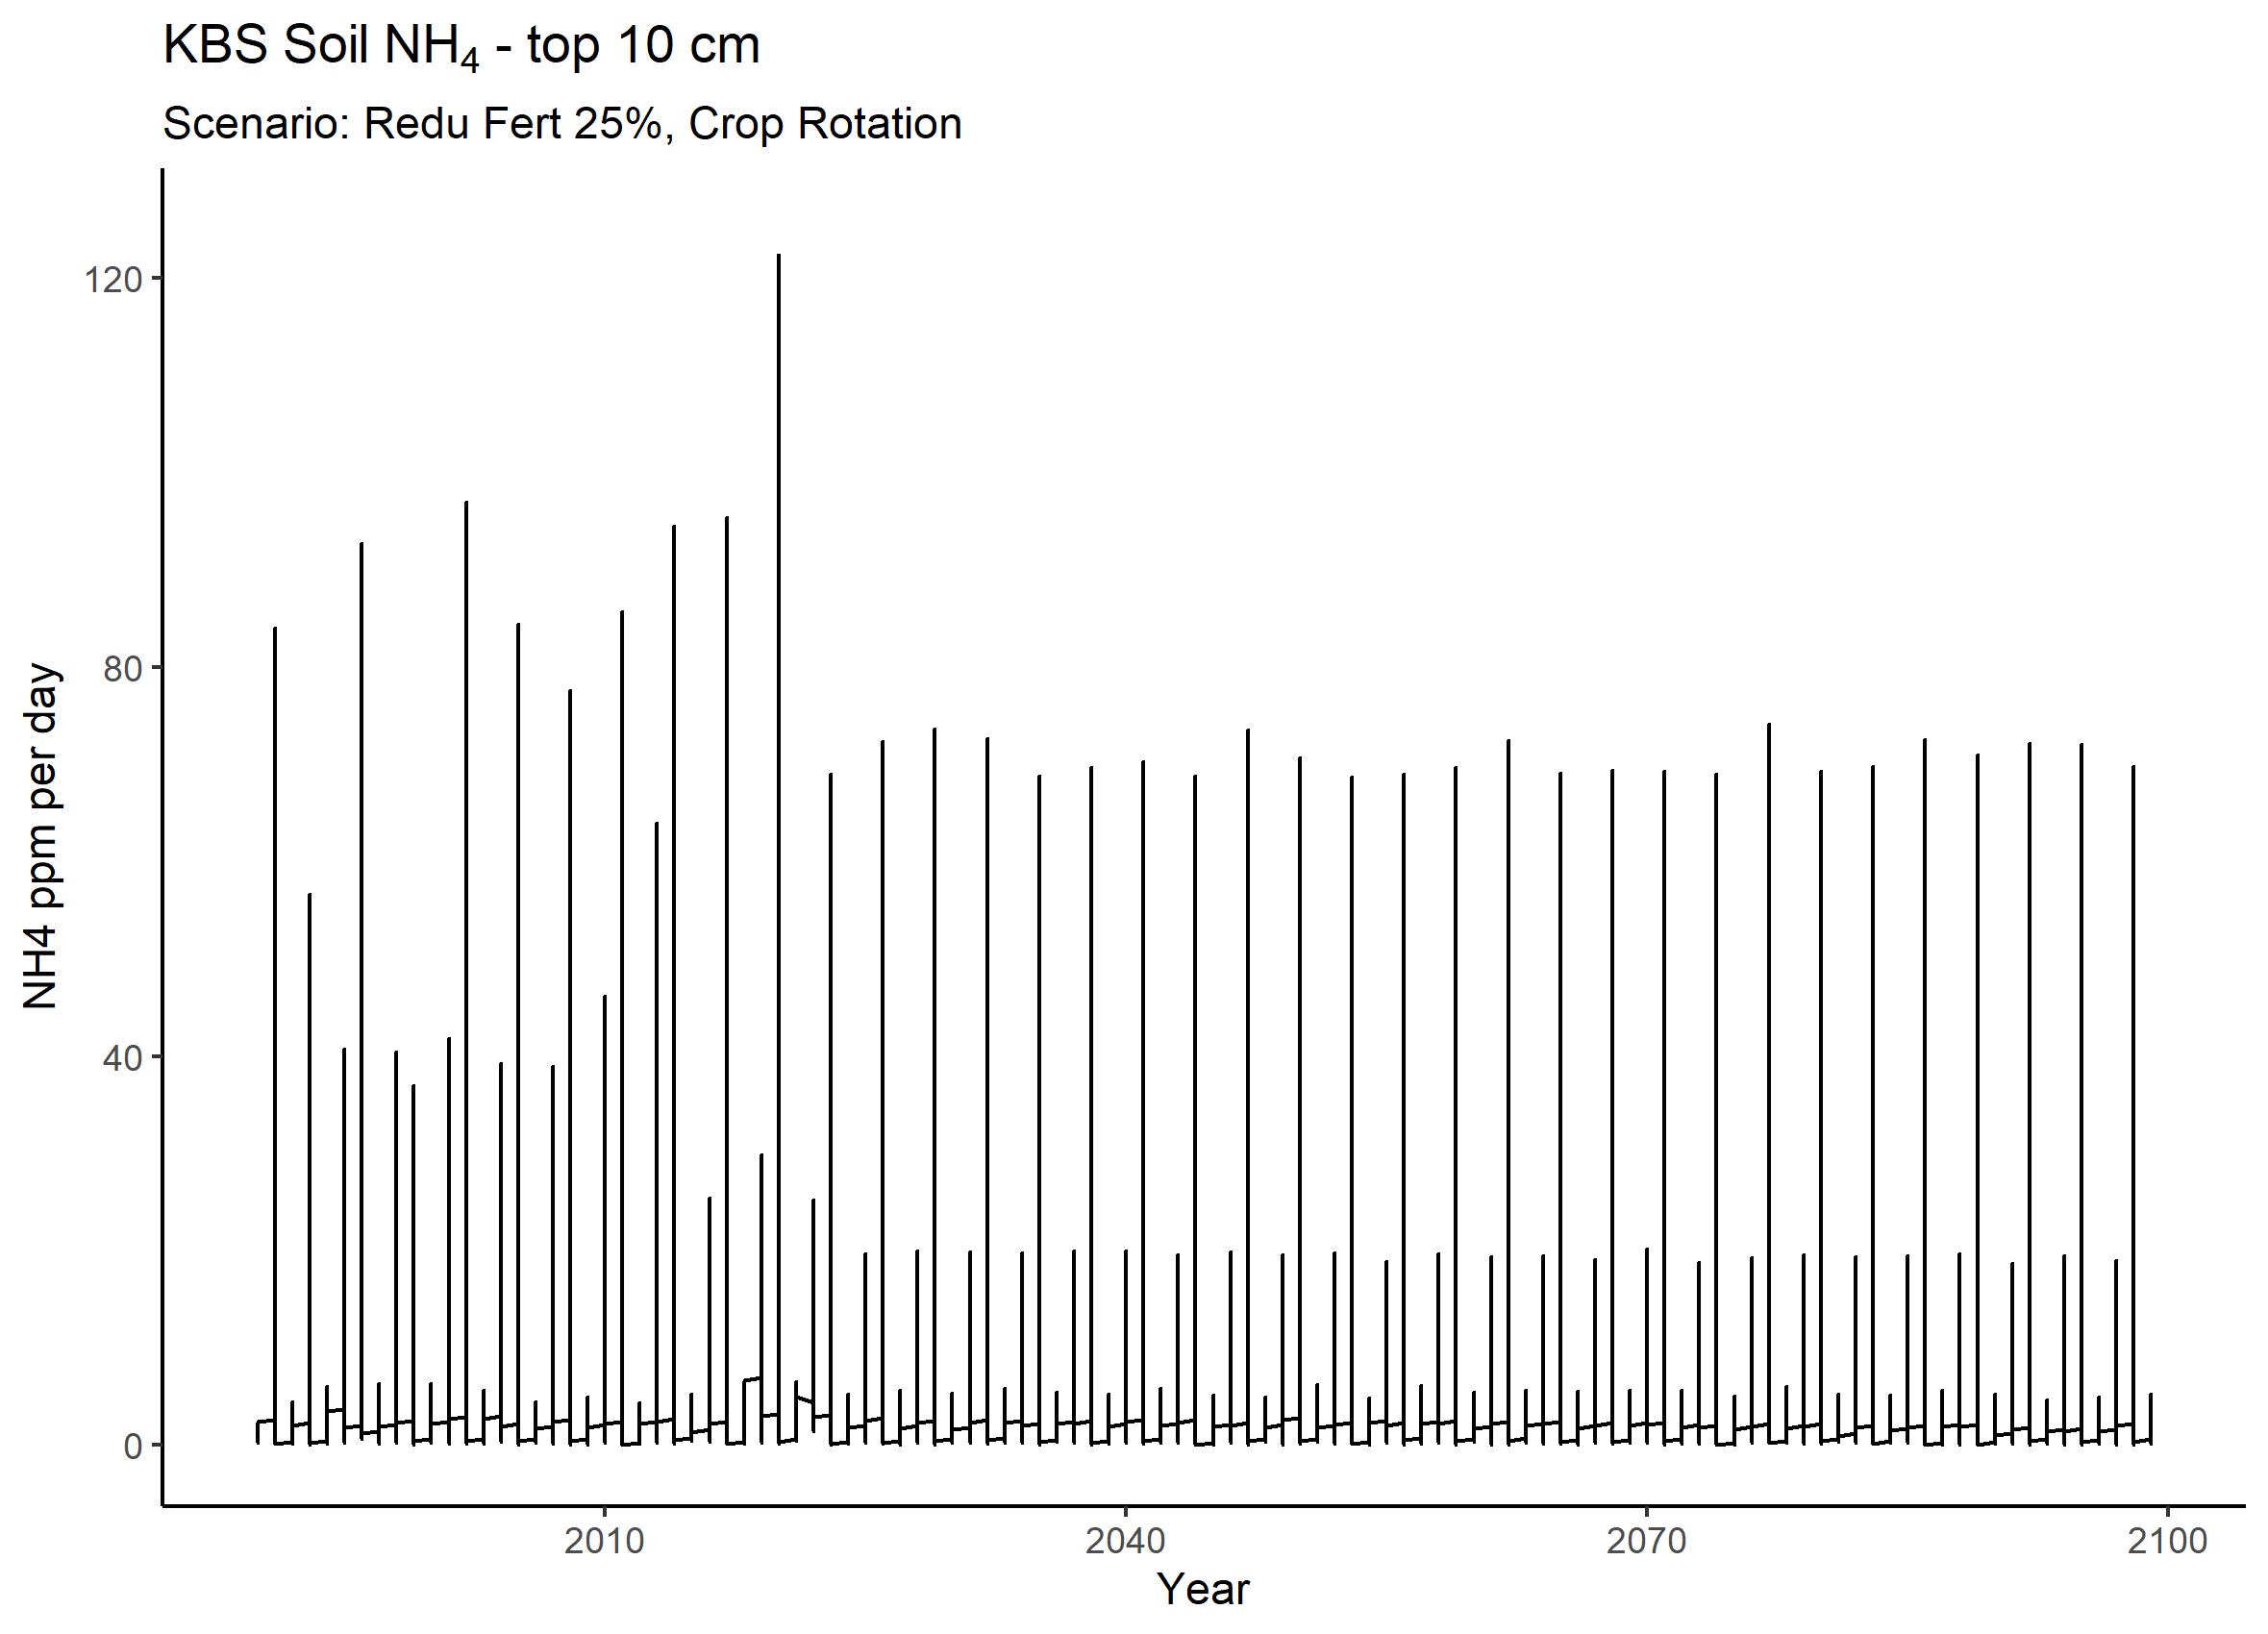 KBS Soil NH₄ - top 10 cm
Scenario: Redu Fert 25%, Crop Rotation
NH4 ppm per day
120
80
40
0
2010 2040 2070 2100
Year